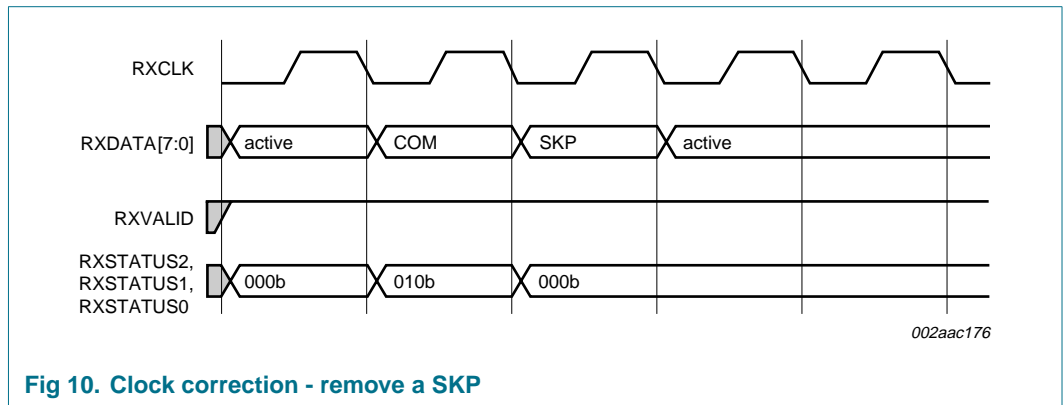 RXCLK
RXDATA[7:0] active COM SKP active
RXVALID
RXSTATUS2,
RXSTATUS1, 000b 010b 000b
RXSTATUS0
002aac176
Fig 10. Clock correction - remove a SKP